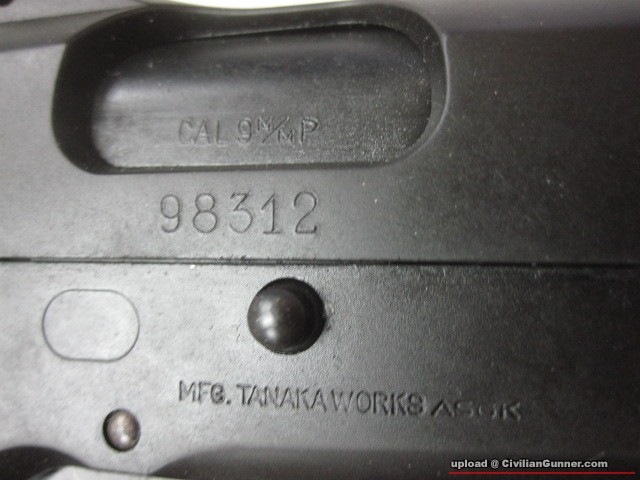 CAL 9M/MP
98312
MFG. TANAKA WORKS ASGK
upload @ CivilianGunner.com